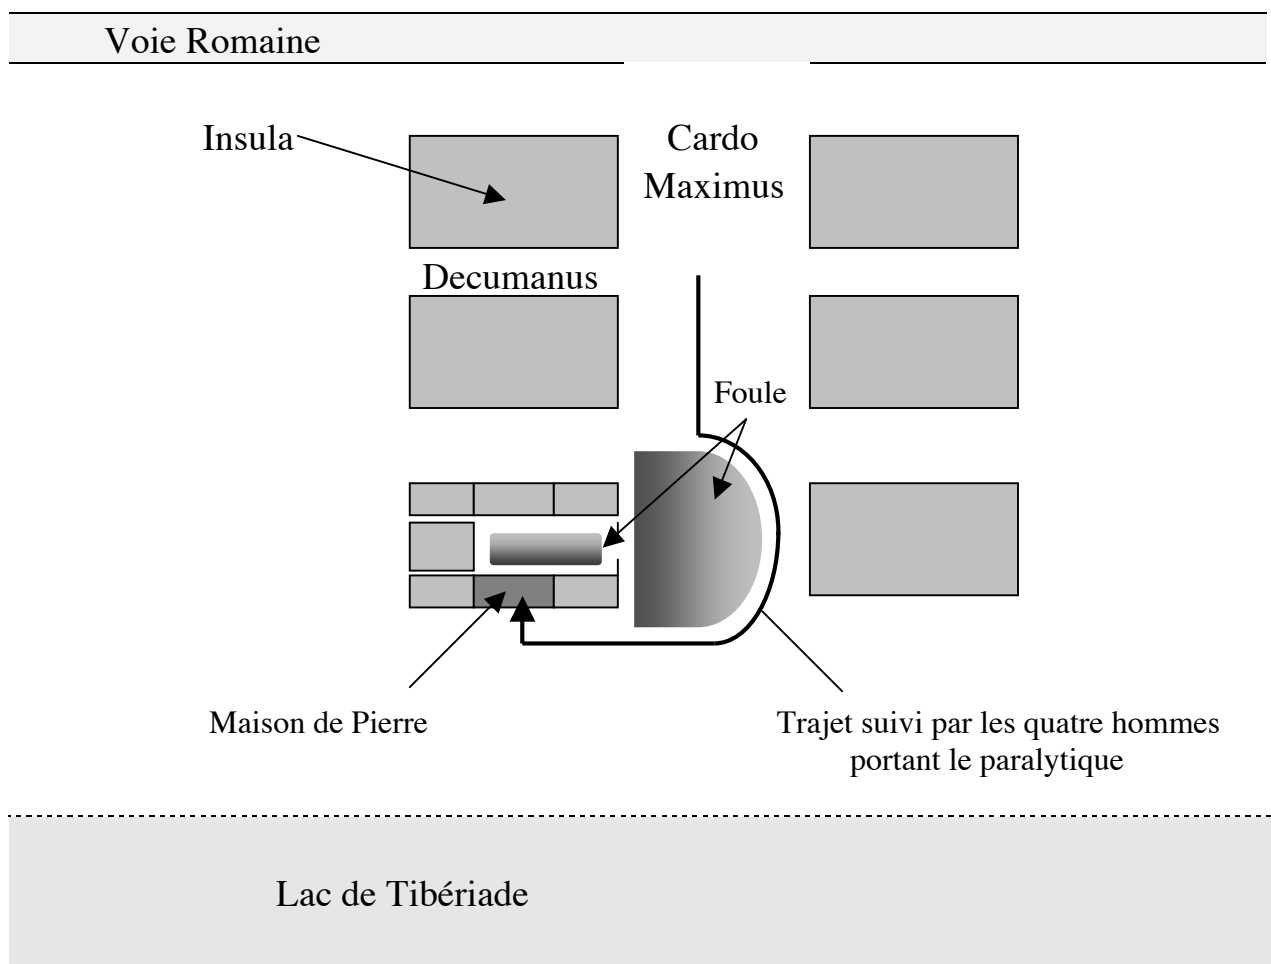 Voie Romaine
Insula
Cardo
Maximus
Decumanus
Foule
Maison de Pierre
Trajet suivi par les quatre hommes
portant le paralytique
Lac de Tibériade